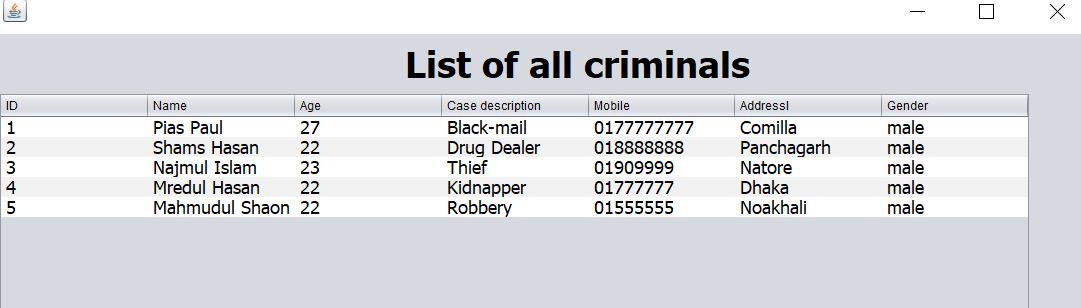 List of all criminals
ID Name Age Case description Mobile Addressl Gender
1 Pias Paul 27 Black-mail 0177777777 Comilla male
2 Shams Hasan 22 Drug Dealer 018888888 Panchagarh male
3 Najmul Islam 23 Thief 01909999 Natore male
4 Mredul Hasan 22 Kidnapper 01777777 Dhaka male
5 Mahmudul Shaon 22 Robbery 01555555 Noakhali male